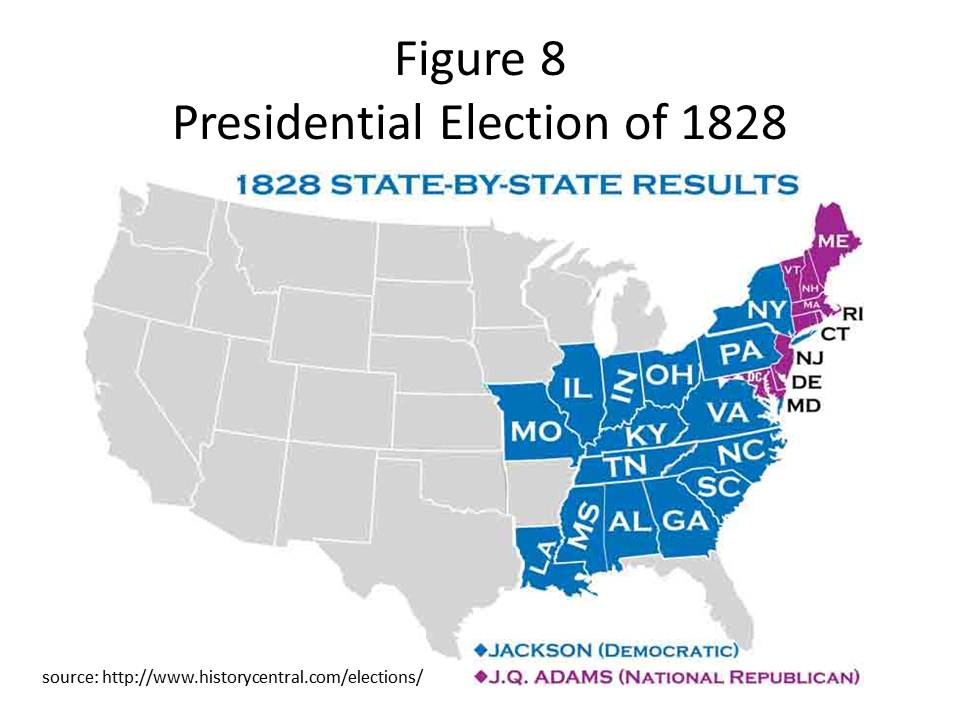 Figure 8
Presidential Election of 1828
1828 STATE-BY-STATE RESULTS
ME
VT
NH
MA
NY
RI
CT
PA
NJ
DC
DE
MD
OH
IN
IL
VA
MO
KY
NC
TN
SC
MS
AL
GA
LA
◆JACKSON (DEMOCRATIC)
◆J.Q. ADAMS (NATIONAL REPUBLICAN)
source: http://www.historycentral.com/elections/